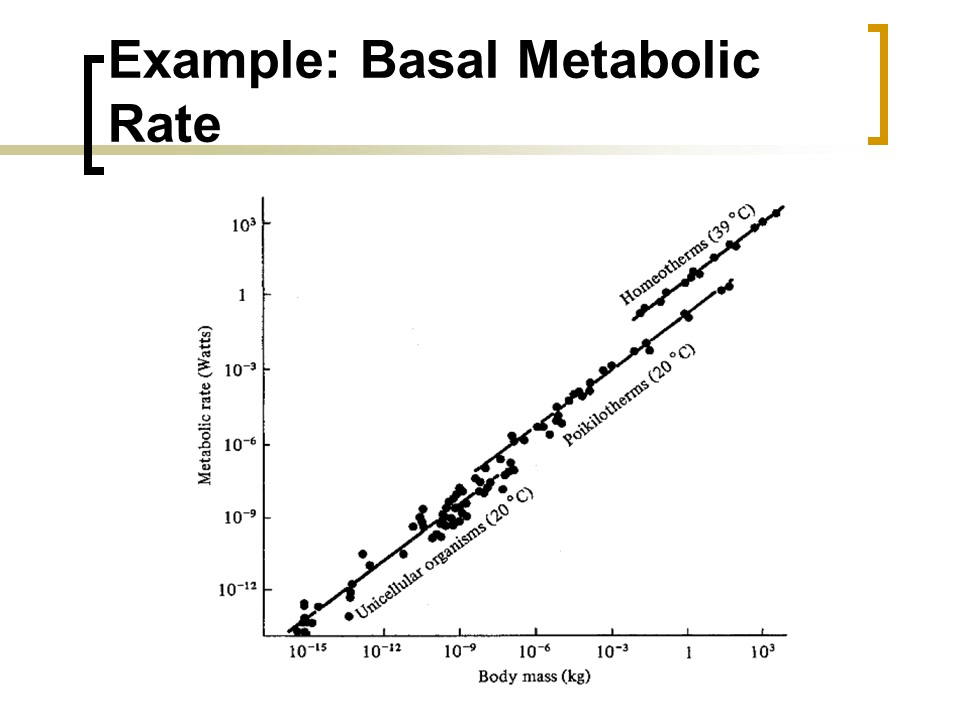 Example: Basal Metabolic
Rate
10³
1
10⁻³
10⁻⁶
10⁻⁹
10⁻¹²
Metabolic rate (Watts)
Homeotherms (39 °C)
Poikilotherms (20 °C)
Unicellular organisms (20 °C)
10⁻¹⁵ 10⁻¹² 10⁻⁹ 10⁻⁶ 10⁻³ 1 10³
Body mass (kg)